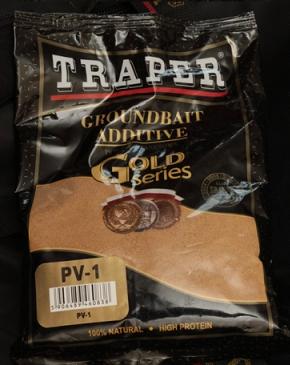 TRAPER
GROUNDBAIT
ADDITIVE
GOLD
Series
PV-1
PV-1
100% NATURAL • HIGH PROTEIN